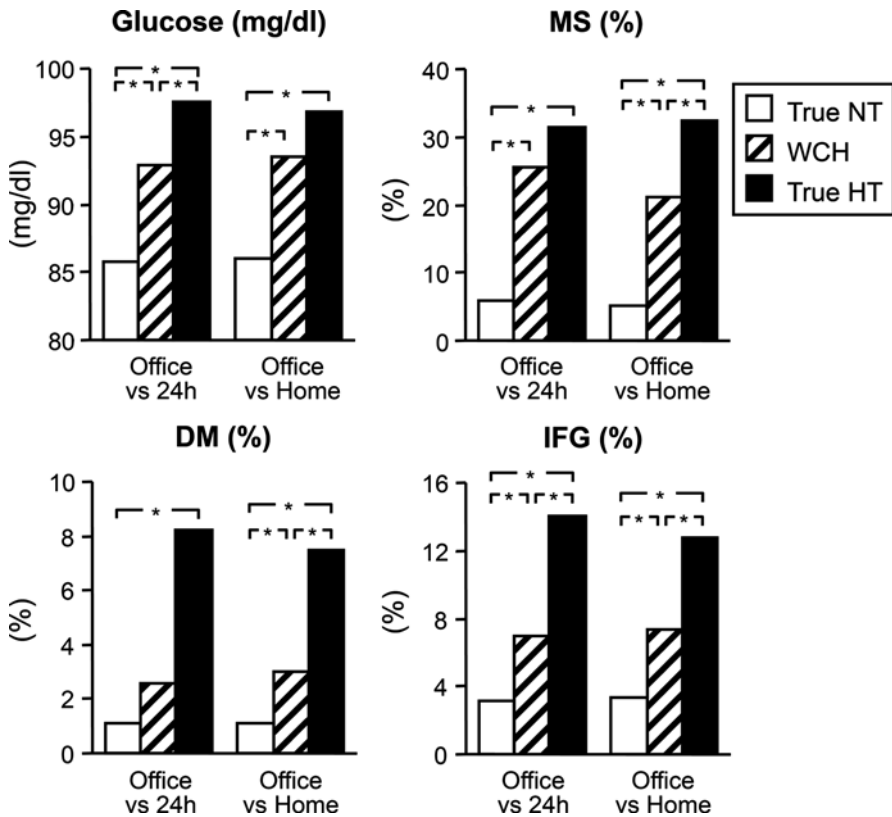 Glucose (mg/dl)
(mg/dl)
100
95
90
85
80
* * *
* *
Office
vs 24h
Office
vs Home
MS (%)
(%)
40
30
20
10
0
* *
* * *
Office
vs 24h
Office
vs Home
True NT
WCH
True HT
DM (%)
(%)
10
8
6
4
2
0
*
* * *
Office
vs 24h
Office
vs Home
IFG (%)
(%)
16
12
8
4
0
* * *
* * *
Office
vs 24h
Office
vs Home